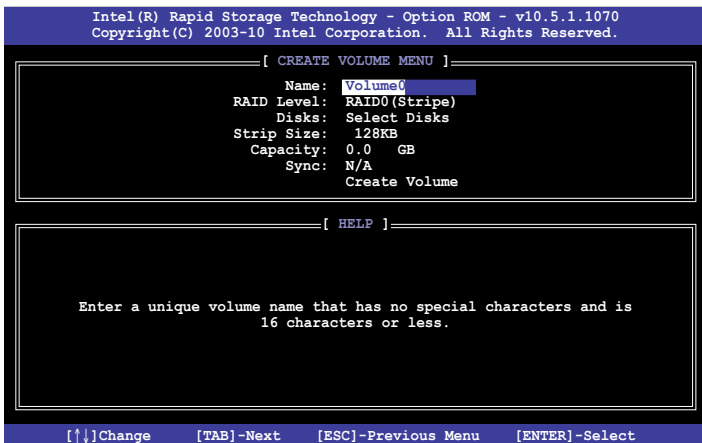 Intel(R) Rapid Storage Technology - Option ROM - v10.5.1.1070
Copyright(C) 2003-10 Intel Corporation. All Rights Reserved.
[ CREATE VOLUME MENU ]
Name: Volume0
RAID Level: RAID0(Stripe)
Disks: Select Disks
Strip Size: 128KB
Capacity: 0.0 GB
Sync: N/A
Create Volume
[ HELP ]
Enter a unique volume name that has no special characters and is
16 characters or less.
[↑↓]Change [TAB]-Next [ESC]-Previous Menu [ENTER]-Select